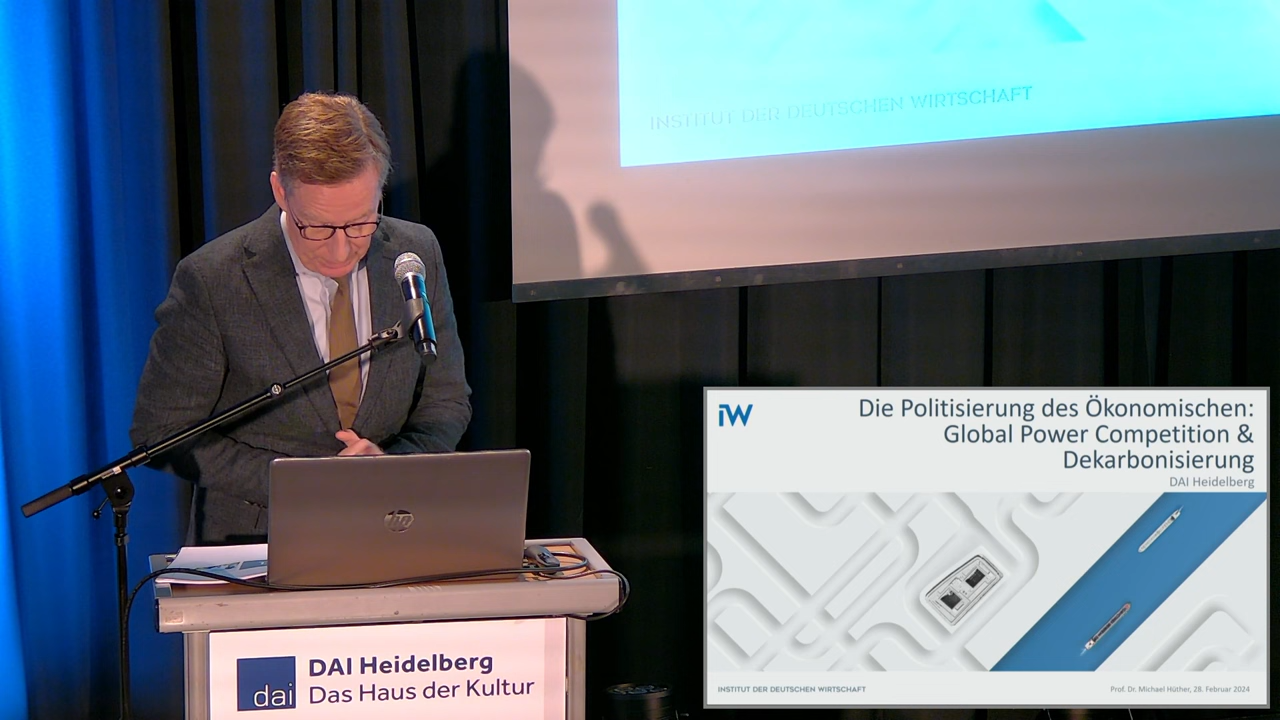 INSTITUT DER DEUTSCHEN WIRTSCHAFT
iW
Die Politisierung des Ökonomischen:
Global Power Competition &
Dekarbonisierung
DAI Heidelberg
INSTITUT DER DEUTSCHEN WIRTSCHAFT
Prof. Dr. Michael Hüther, 28. Februar 2024
hp
dai
DAI Heidelberg
Das Haus der Kultur